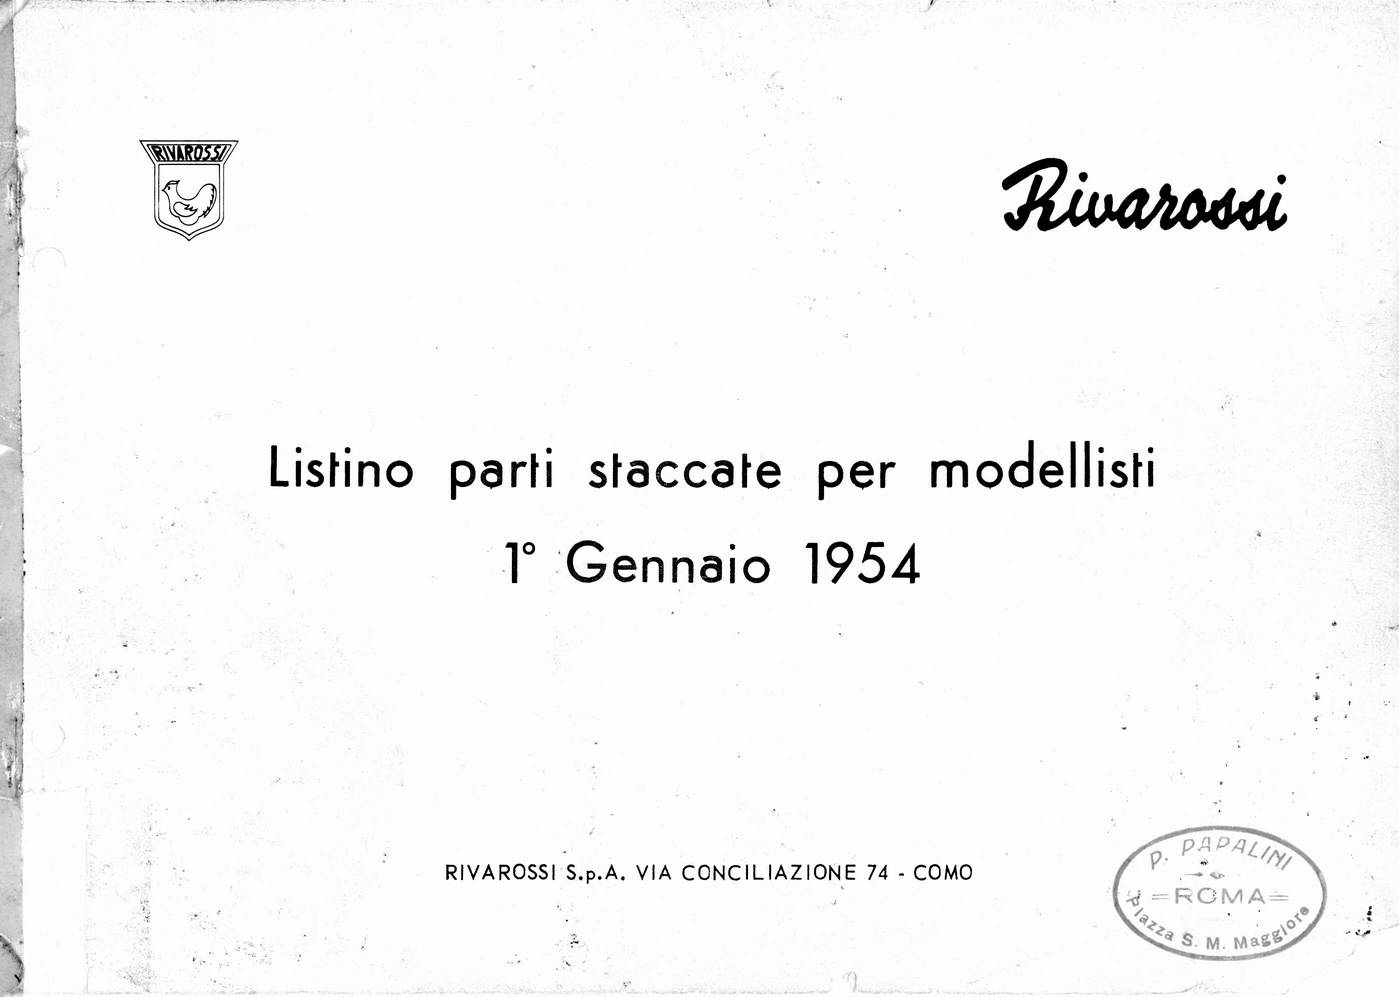 RIVAROSSI
Rivarossi
Listino parti staccate per modellisti
1° Gennaio 1954
RIVAROSSI S.p.A. VIA CONCILIAZIONE 74 - COMO
P. PAPALINI
=ROMA=
Piazza S. M. Maggiore